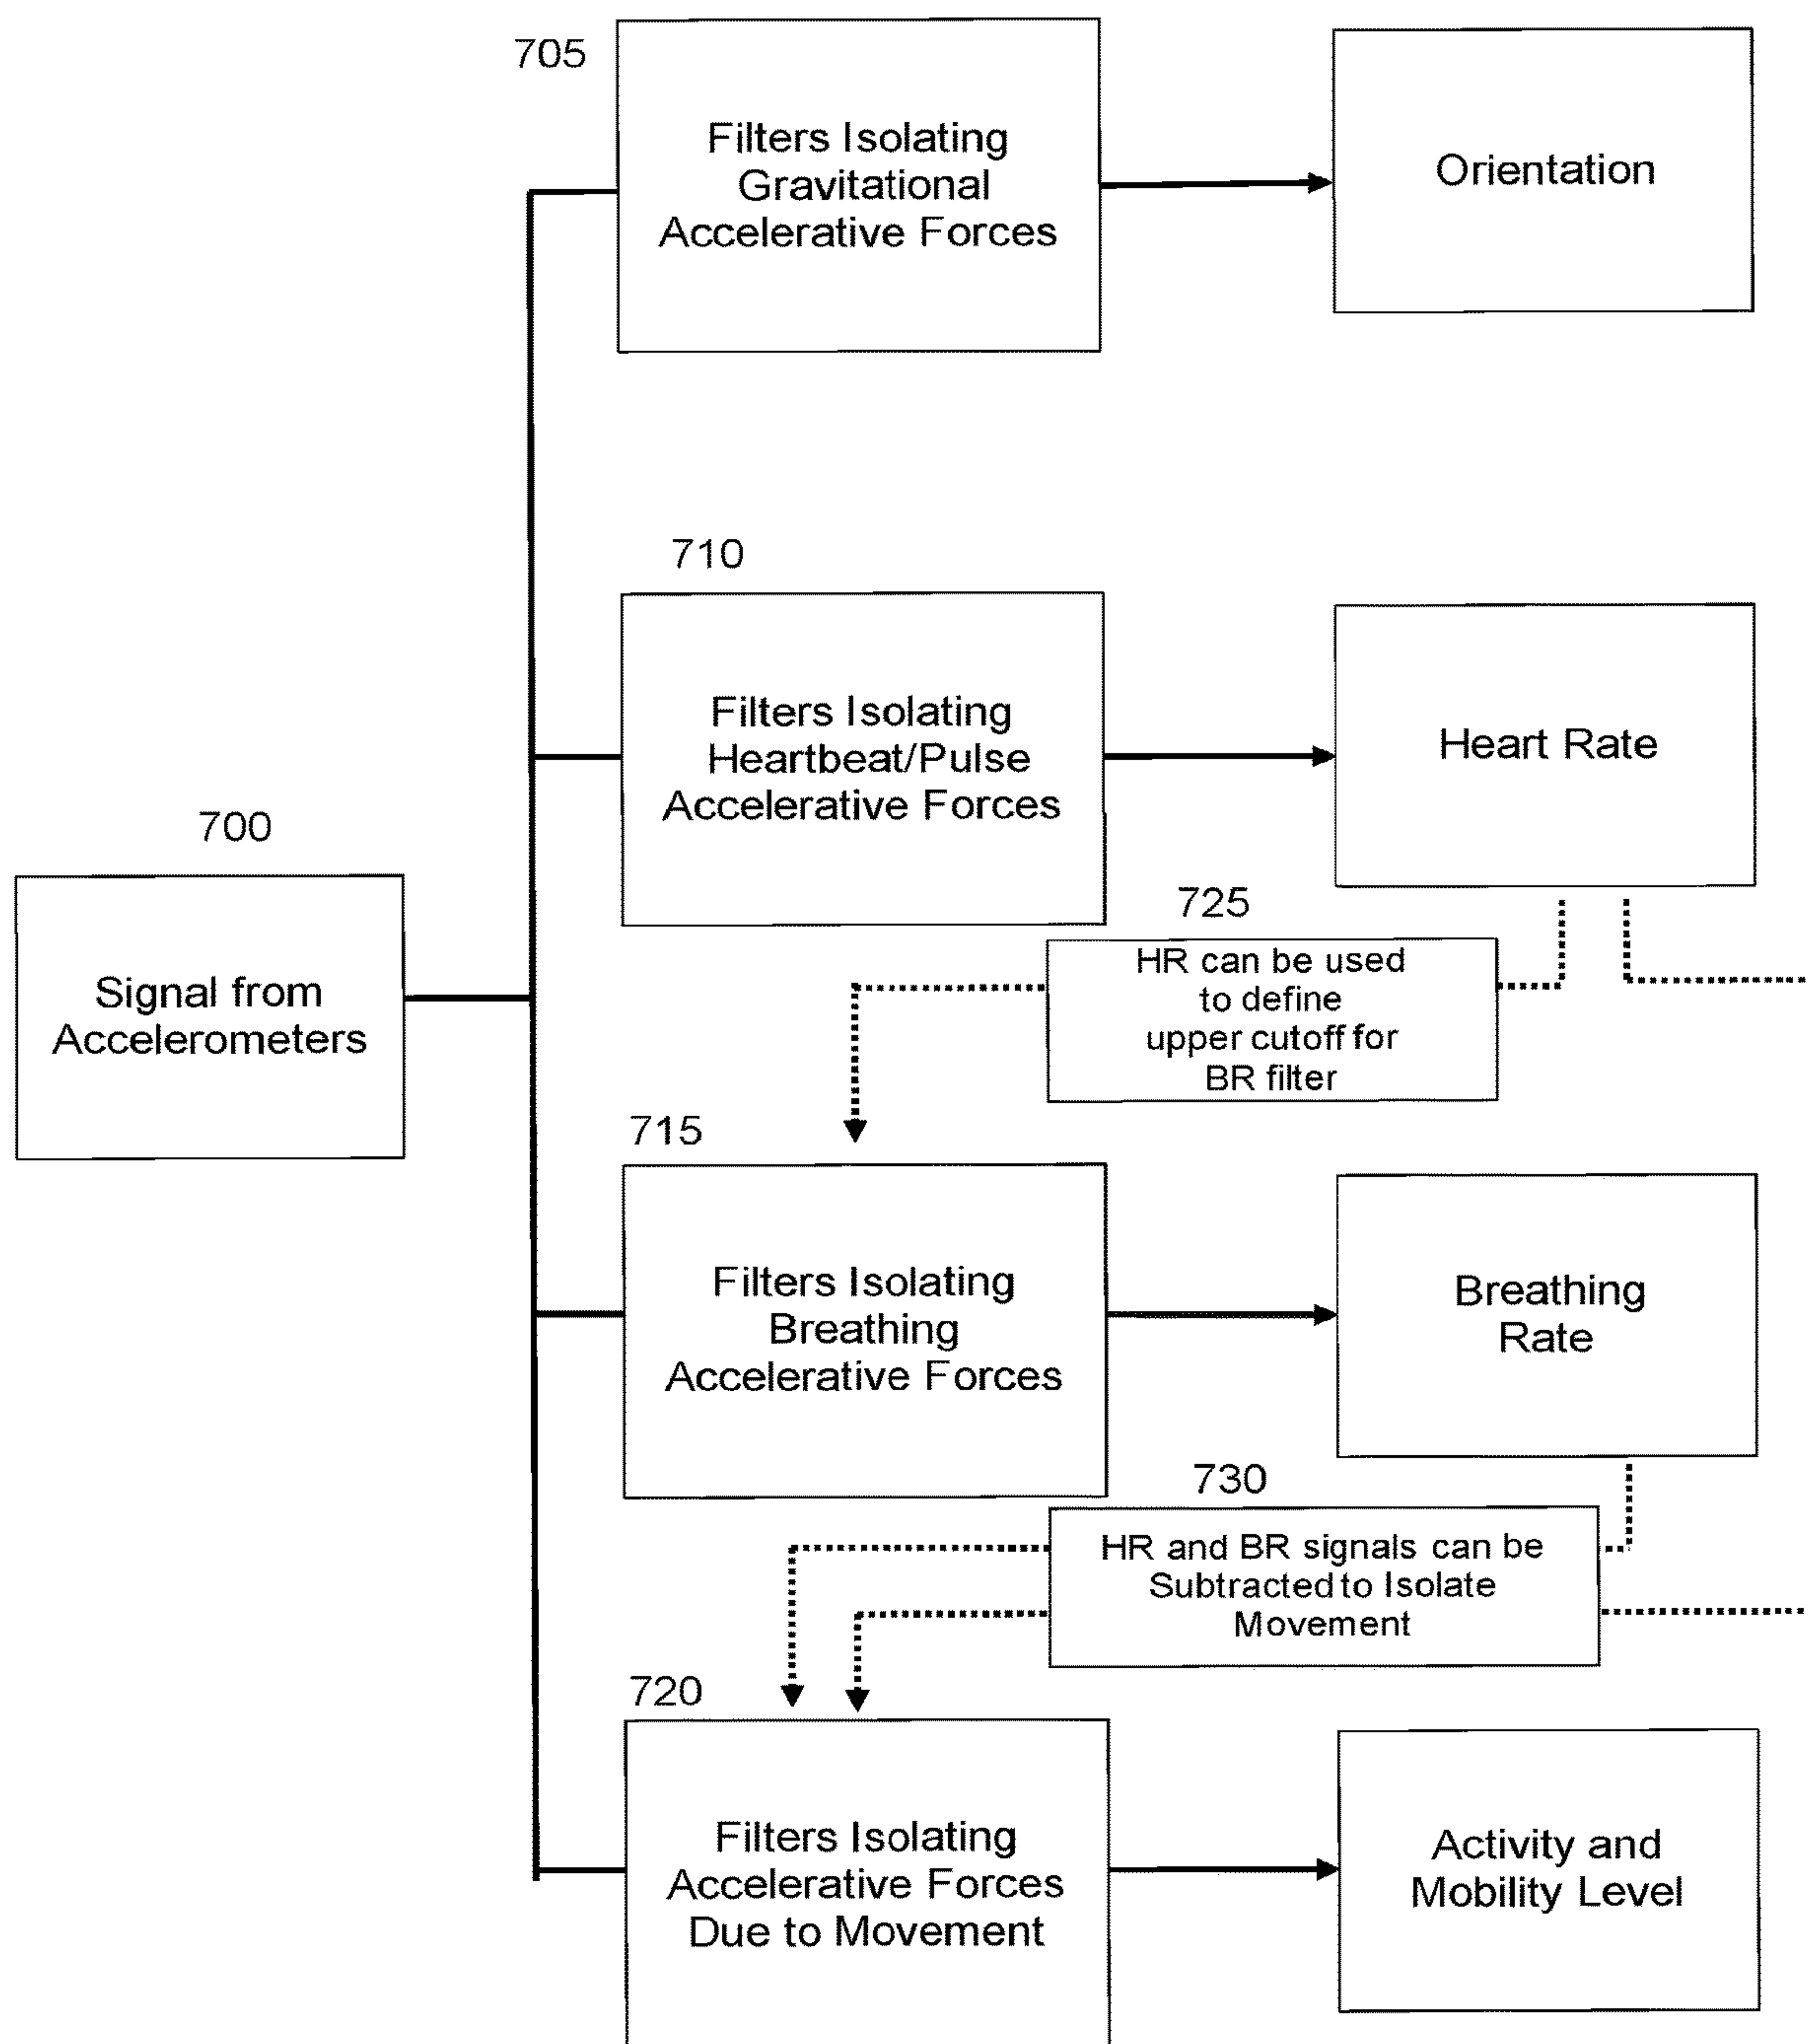 705
Filters Isolating
Gravitational
Accelerative Forces
Orientation
710
Filters Isolating
Heartbeat/Pulse
Accelerative Forces
Heart Rate
700
Signal from
Accelerometers
725
HR can be used
to define
upper cutoff for
BR filter
715
Filters Isolating
Breathing
Accelerative Forces
Breathing
Rate
730
HR and BR signals can be
Subtracted to Isolate
Movement
720
Filters Isolating
Accelerative Forces
Due to Movement
Activity and
Mobility Level